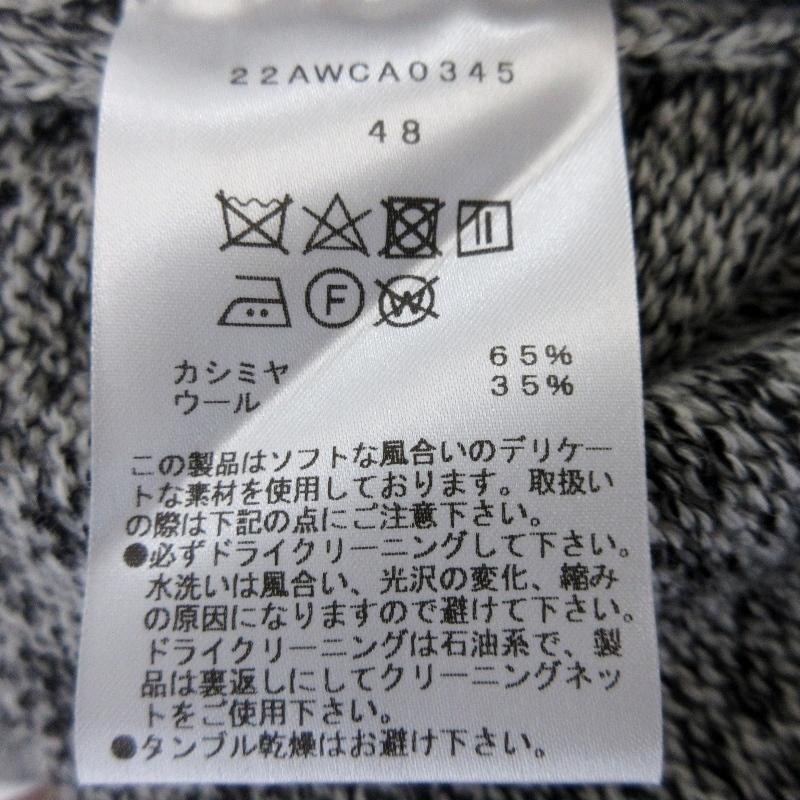 22AWCA0345
48
F
W
カシミヤ 65%
ウール 35%
この製品はソフトな風合いのデリケー
トな素材を使用しております。取扱い
の際は下記の点にご注意下さい。
●必ずドライクリーニングして下さい。
水洗いは風合い、光沢の変化、縮み
の原因になりますので避けて下さい。
ドライクリーニングは石油系で、製
品は裏返しにしてクリーニングネッ
トをご使用下さい。
●タンブル乾燥はお避け下さい。